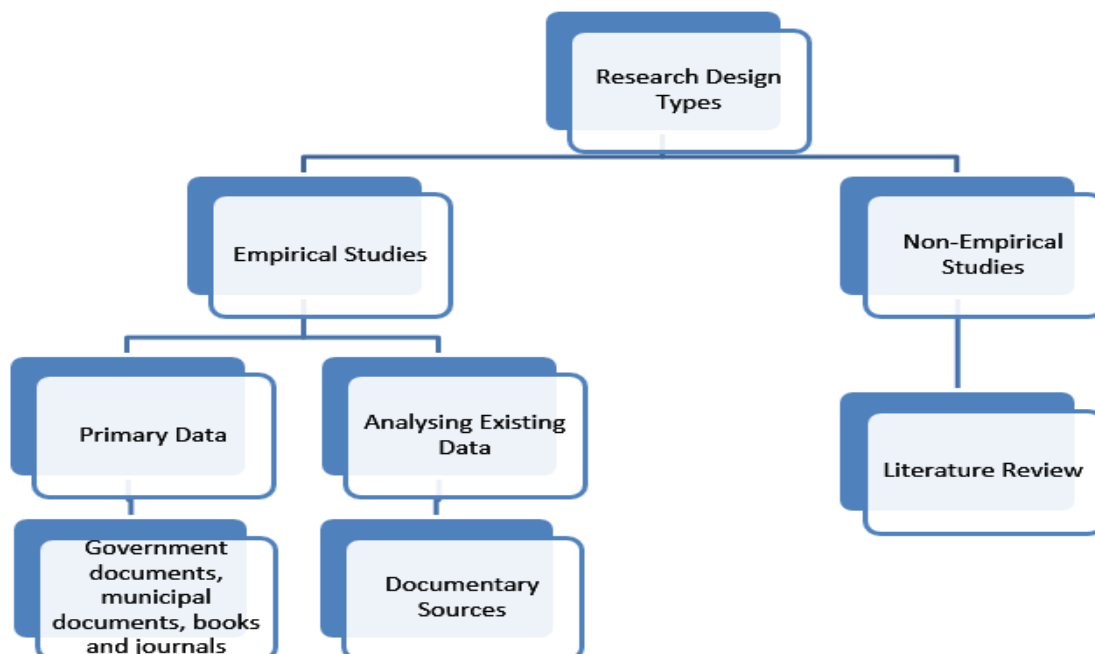 Research Design
Types
Empirical Studies
Non-Empirical
Studies
Primary Data
Analysing Existing
Data
Literature Review
Government
documents,
municipal
documents, books
and journals
Documentary
Sources